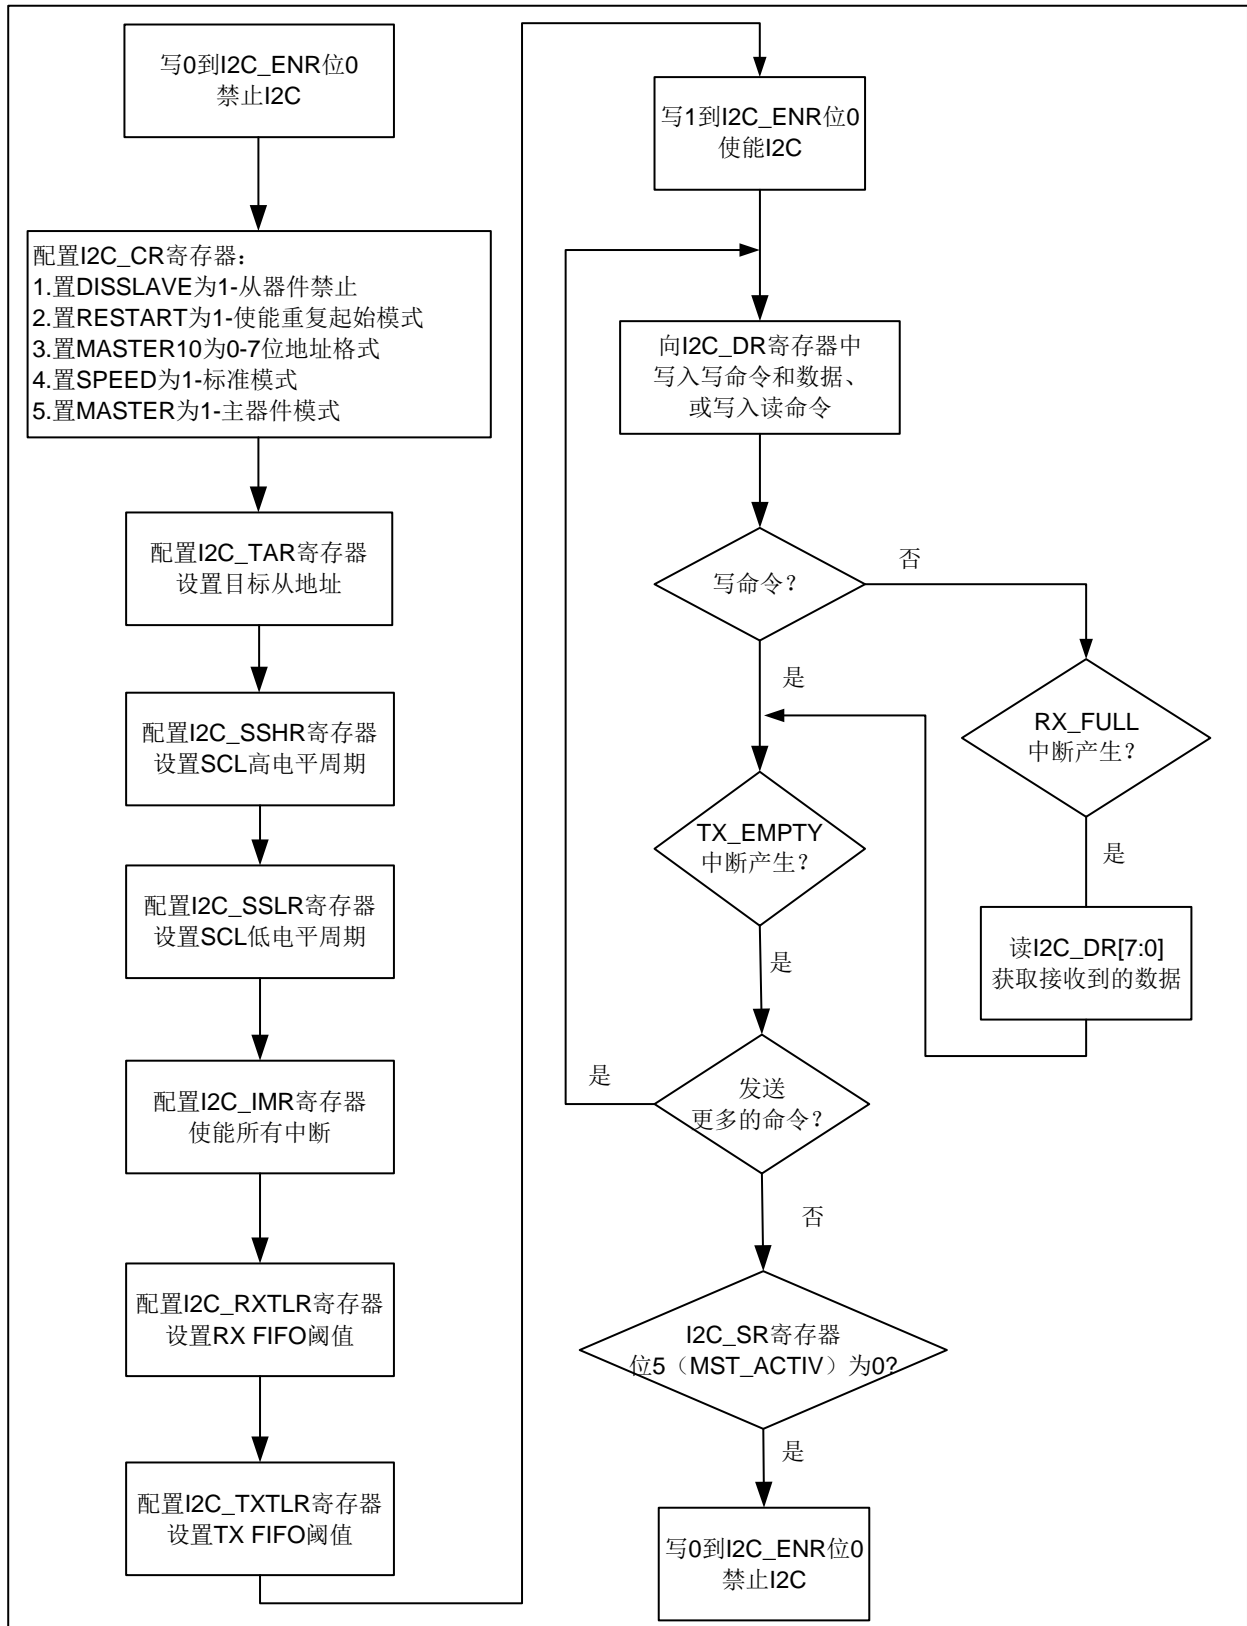 写0到I2C_ENR位0
禁止I2C
配置I2C_CR寄存器：
1.置DISSLAVE为1-从器件禁止
2.置RESTART为1-使能重复起始模式
3.置MASTER10为0-7位地址格式
4.置SPEED为1-标准模式
5.置MASTER为1-主器件模式
配置I2C_TAR寄存器
设置目标从地址
配置I2C_SSHR寄存器
设置SCL高电平周期
配置I2C_SSLR寄存器
设置SCL低电平周期
配置I2C_IMR寄存器
使能所有中断
配置I2C_RXTLR寄存器
设置RX FIFO阈值
配置I2C_TXTLR寄存器
设置TX FIFO阈值
写1到I2C_ENR位0
使能I2C
向I2C_DR寄存器中
写入写命令和数据、
或写入读命令
写命令？
否
是
RX_FULL
中断产生？
是
读I2C_DR[7:0]
获取接收到的数据
TX_EMPTY
中断产生？
是
发送
更多的命令？
是
否
I2C_SR寄存器
位5（MST_ACTIV）为0?
是
写0到I2C_ENR位0
禁止I2C